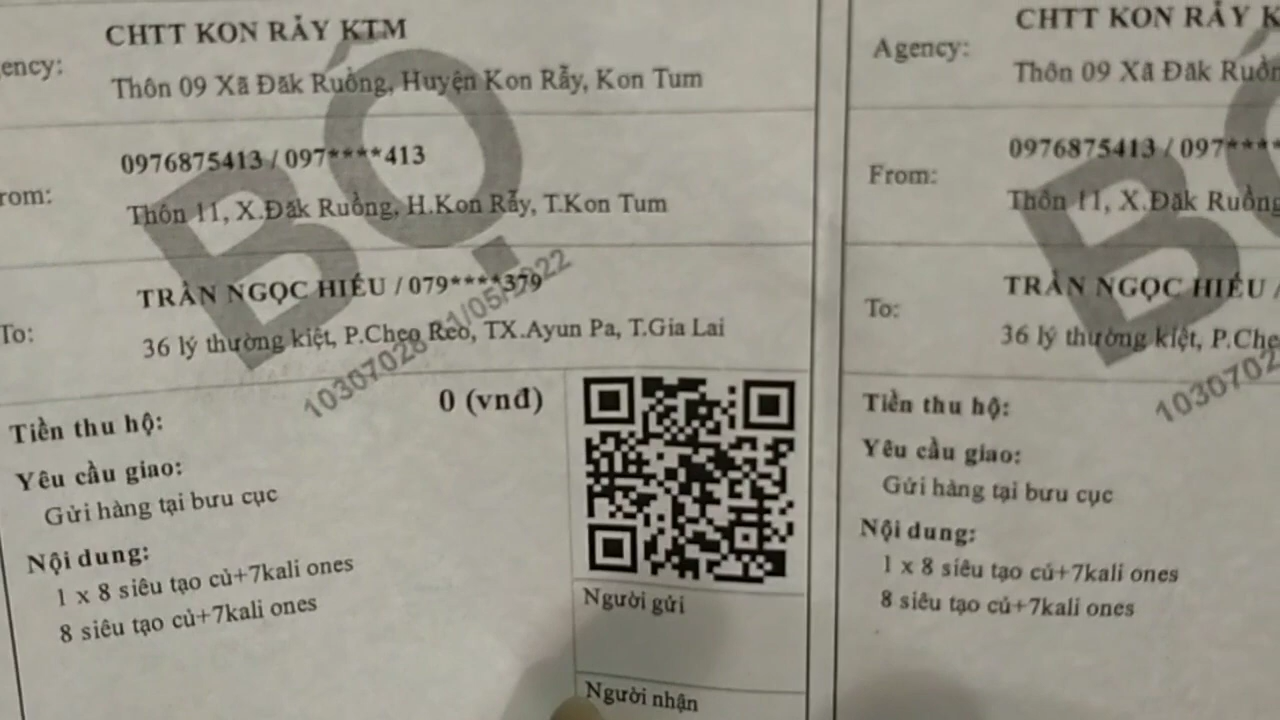 CHTT KON RẪY KTM
ency: Thôn 09 Xã Đăk Ruồng, Huyện Kon Rẫy, Kon Tum
rom: 0976875413 / 097****413
Thôn 11, X.Đăk Ruồng, H.Kon Rẫy, T.Kon Tum
To: TRẦN NGỌC HIẾU / 079****379
36 lý thường kiệt, P.Cheo Reo, TX.Ayun Pa, T.Gia Lai
BỘ
Tiền thu hộ: 0 (vnđ)
Yêu cầu giao:
Gửi hàng tại bưu cục
Nội dung:
1 x 8 siêu tạo củ+7kali ones
8 siêu tạo củ+7kali ones
Người gửi
Người nhận
CHTT KON RẪY K
Agency: Thôn 09 Xã Đăk Ruồn
From: 0976875413 / 097****
Thôn 11, X.Đăk Ruồng
To: TRẦN NGỌC HIẾU /
36 lý thường kiệt, P.Che
1030702
Tiền thu hộ:
Yêu cầu giao:
Gửi hàng tại bưu cục
Nội dung:
1 x 8 siêu tạo củ+7kali ones
8 siêu tạo củ+7kali ones